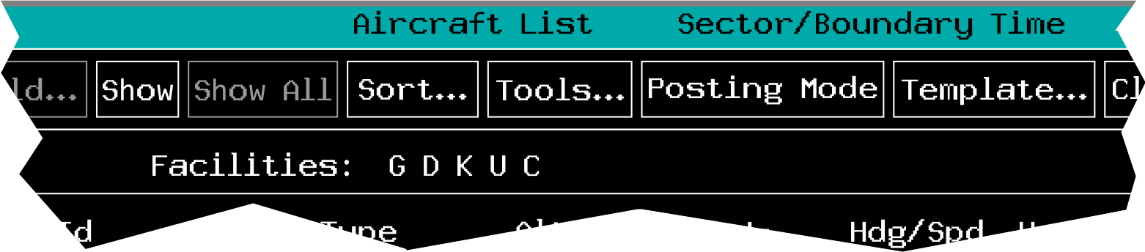 Aircraft List Sector/Boundary Time
Show Show All Sort... Tools... Posting Mode Template...
Facilities: G D K U C
Hdg/Spd